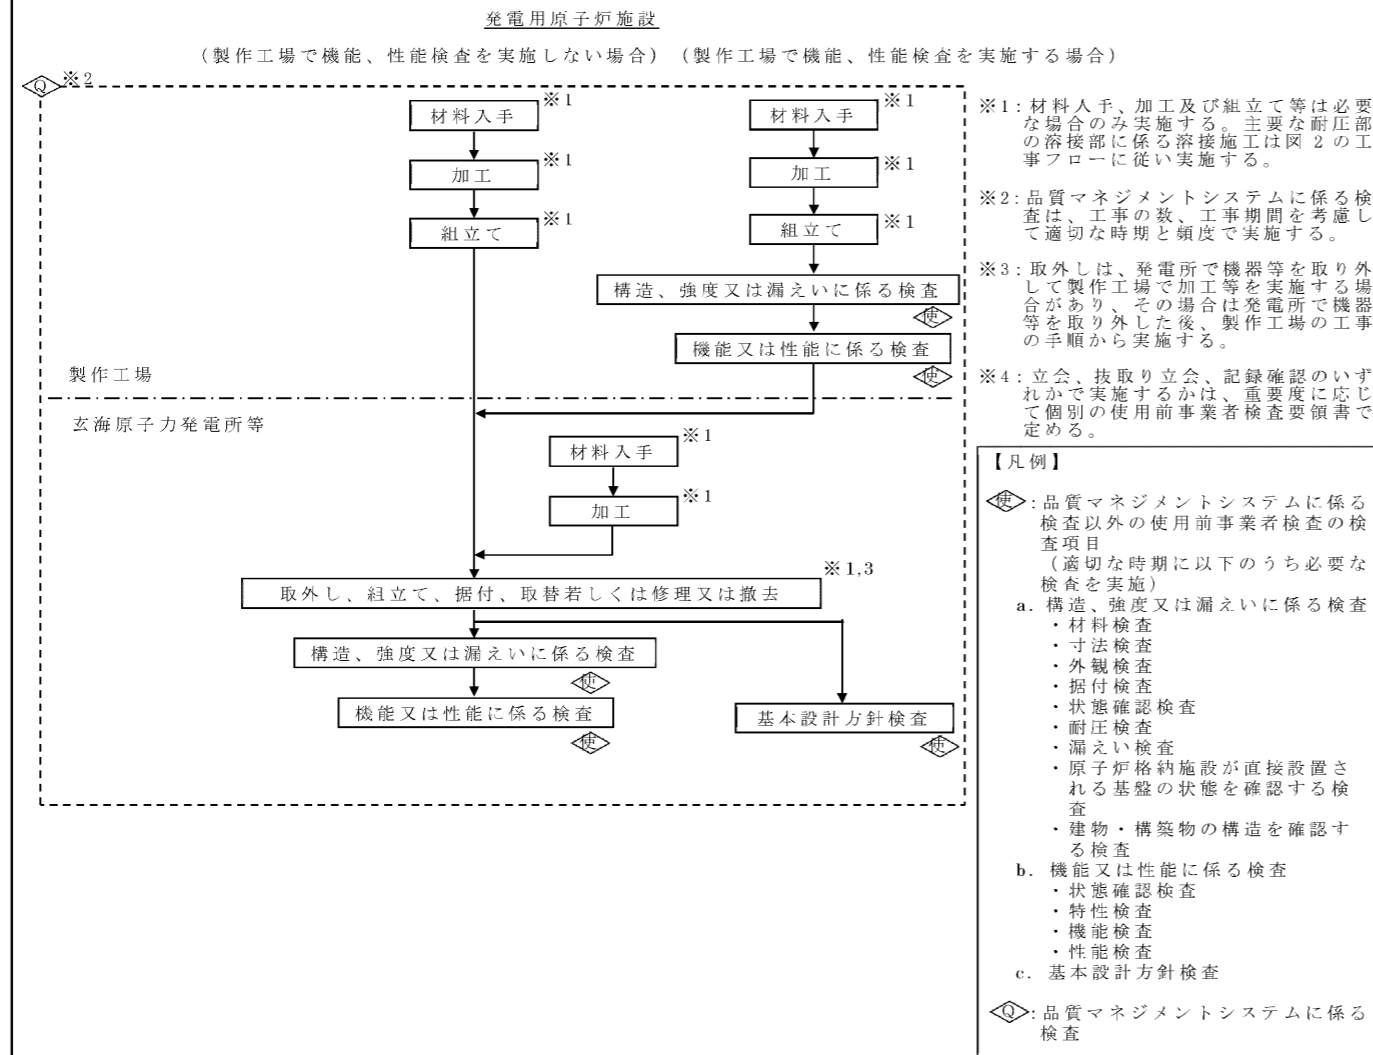 発電用原子炉施設
(製作工場で機能、性能検査を実施しない場合) (製作工場で機能、性能検査を実施する場合)
Q ※2
材料入手 ※1
加工 ※1
組立て ※1
材料入手 ※1
加工 ※1
組立て ※1
構造、強度又は漏えいに係る検査
使
機能又は性能に係る検査
使
製作工場
玄海原子力発電所等
材料入手 ※1
加工 ※1
※1,3
取外し、組立て、据付、取替若しくは修理又は撤去
構造、強度又は漏えいに係る検査
使
機能又は性能に係る検査
使
基本設計方針検査
使
※1:材料入手、加工及び組立て等は必要
な場合のみ実施する。主要な耐圧部
の溶接部に係る溶接施工は図2の工
事フローに従い実施する。
※2:品質マネジメントシステムに係る検
査は、工事の数、工事期間を考慮し
て適切な時期と頻度で実施する。
※3:取外しは、発電所で機器等を取り外
して製作工場で加工等を実施する場
合があり、その場合は発電所で機器
等を取り外した後、製作工場の工事
の手順から実施する。
※4:立会、抜取り立会、記録確認のいず
れかで実施するかは、重要度に応じ
て個別の使用前事業者検査要領書で
定める。
【凡例】
使:品質マネジメントシステムに係る
検査以外の使用前事業者検査の検
査項目
(適切な時期に以下のうち必要な
検査を実施)
a. 構造、強度又は漏えいに係る検査
・材料検査
・寸法検査
・外観検査
・据付検査
・状態確認検査
・耐圧検査
・漏えい検査
・原子炉格納施設が直接設置さ
れる基盤の状態を確認する検
査
・建物・構築物の構造を確認す
る検査
b. 機能又は性能に係る検査
・状態確認検査
・特性検査
・機能検査
・性能検査
c. 基本設計方針検査
Q:品質マネジメントシステムに係る
検査